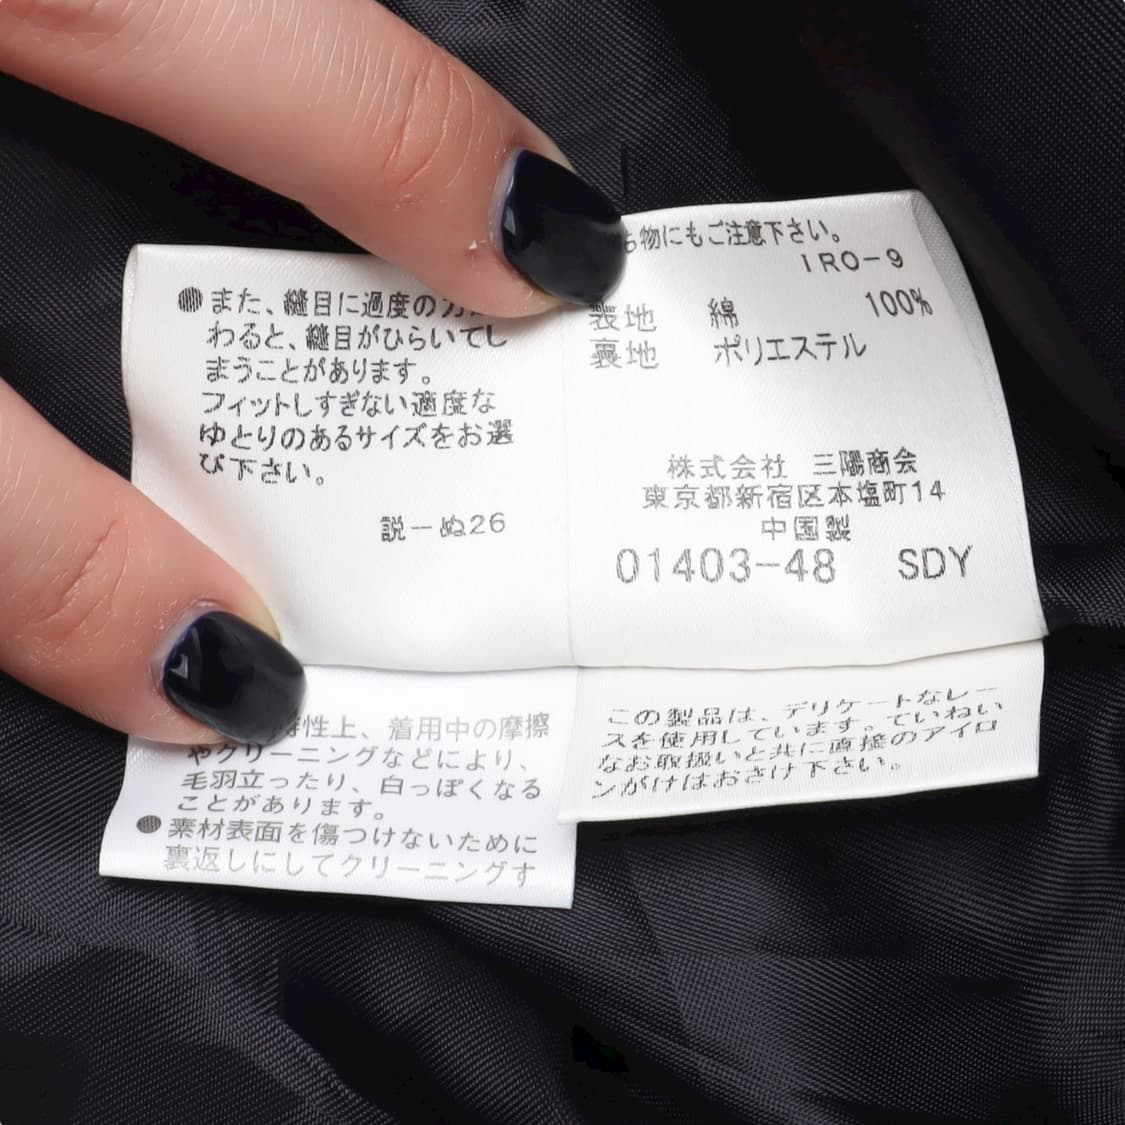 ●また、縫目に過度の力
わると、縫目がひらいてし
まうことがあります。
フィットしすぎない適度な
ゆとりのあるサイズをお選
び下さい。
説ーぬ26
ち物にもご注意下さい。
IRO-9
表地 綿 100%
裏地 ポリエステル
株式会社 三陽商会
東京都新宿区本塩町14
中国製
01403-48 SDY
特性上、着用中の摩擦
やクリーニングなどにより、
毛羽立ったり、白っぽくなる
ことがあります。
●素材表面を傷つけないために
裏返しにしてクリーニングす
この製品は、デリケートなレー
スを使用しています。ていねい
なお取扱いと共に直接のアイロ
ンがけはおさけ下さい。